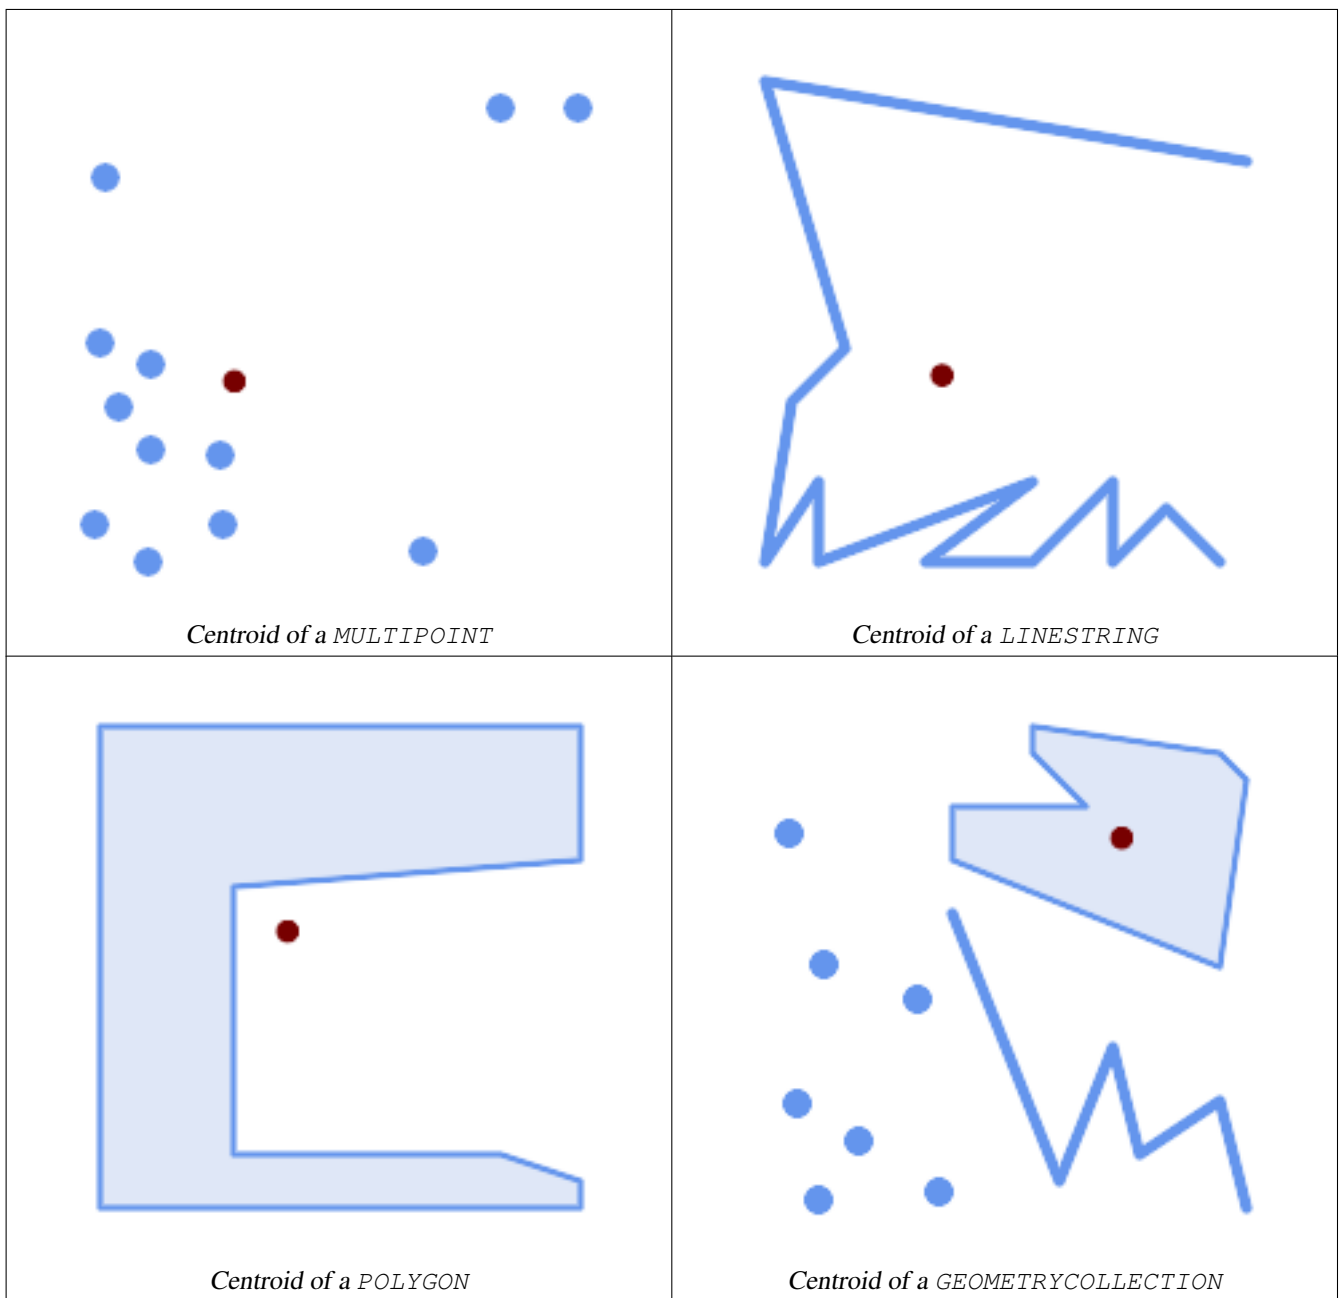 Centroid of a MULTIPOINT
Centroid of a LINESTRING
Centroid of a POLYGON
Centroid of a GEOMETRYCOLLECTION